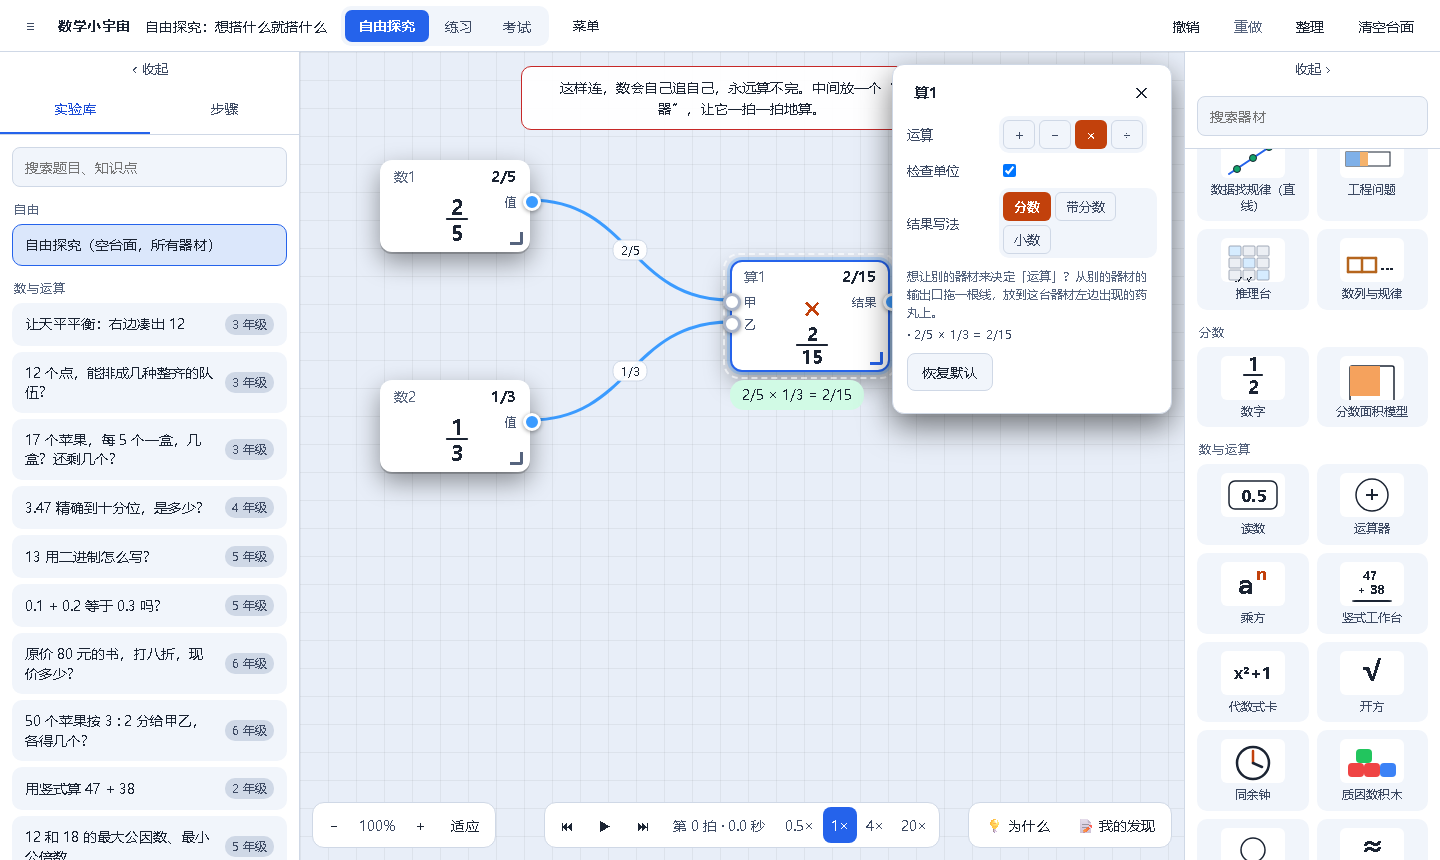 ≡ 数学小宇宙 自由探究：想搭什么就搭什么 自由探究 练习 考试 菜单 撤销 重做 整理 清空台面
‹ 收起
实验库 步骤
搜索题目、知识点
自由
自由探究（空台面，所有器材）
数与运算
让天平平衡：右边凑出 12 3 年级
12 个点，能排成几种整齐的队
伍？ 3 年级
17 个苹果，每 5 个一盒，几
盒？还剩几个？ 3 年级
3.47 精确到十分位，是多少？ 4 年级
13 用二进制怎么写？ 5 年级
0.1 + 0.2 等于 0.3 吗？ 5 年级
原价 80 元的书，打八折，现
价多少？ 6 年级
50 个苹果按 3 : 2 分给甲乙，
各得几个？ 6 年级
用竖式算 47 + 38 2 年级
12 和 18 的最大公因数、最小
公倍数 5 年级
这样连，数会自己追自己，永远算不完。中间放一个
器”，让它一拍一拍地算。
数1 2/5
值
2
5
2/5
数2 1/3
值
1
3
1/3
算1 2/15
甲 结果
乙
×
2
15
2/5 × 1/3 = 2/15
算1 ×
运算 + − × ÷
检查单位
结果写法 分数 带分数
小数
想让别的器材来决定「运算」？从别的器材的
输出口拖一根线，放到这台器材左边出现的药
丸上。
· 2/5 × 1/3 = 2/15
恢复默认
− 100% + 适应
第 0 拍 · 0.0 秒 0.5× 1× 4× 20×
为什么 我的发现
收起 ›
搜索器材
数据找规律（直
线） 工程问题
推理台 数列与规律
分数
1
2
数字 分数面积模型
数与运算
0.5 +
读数 运算器
aⁿ 47
+ 38
乘方 竖式工作台
x²+1 √
代数式卡 开方
同余钟 质因数积木
≈